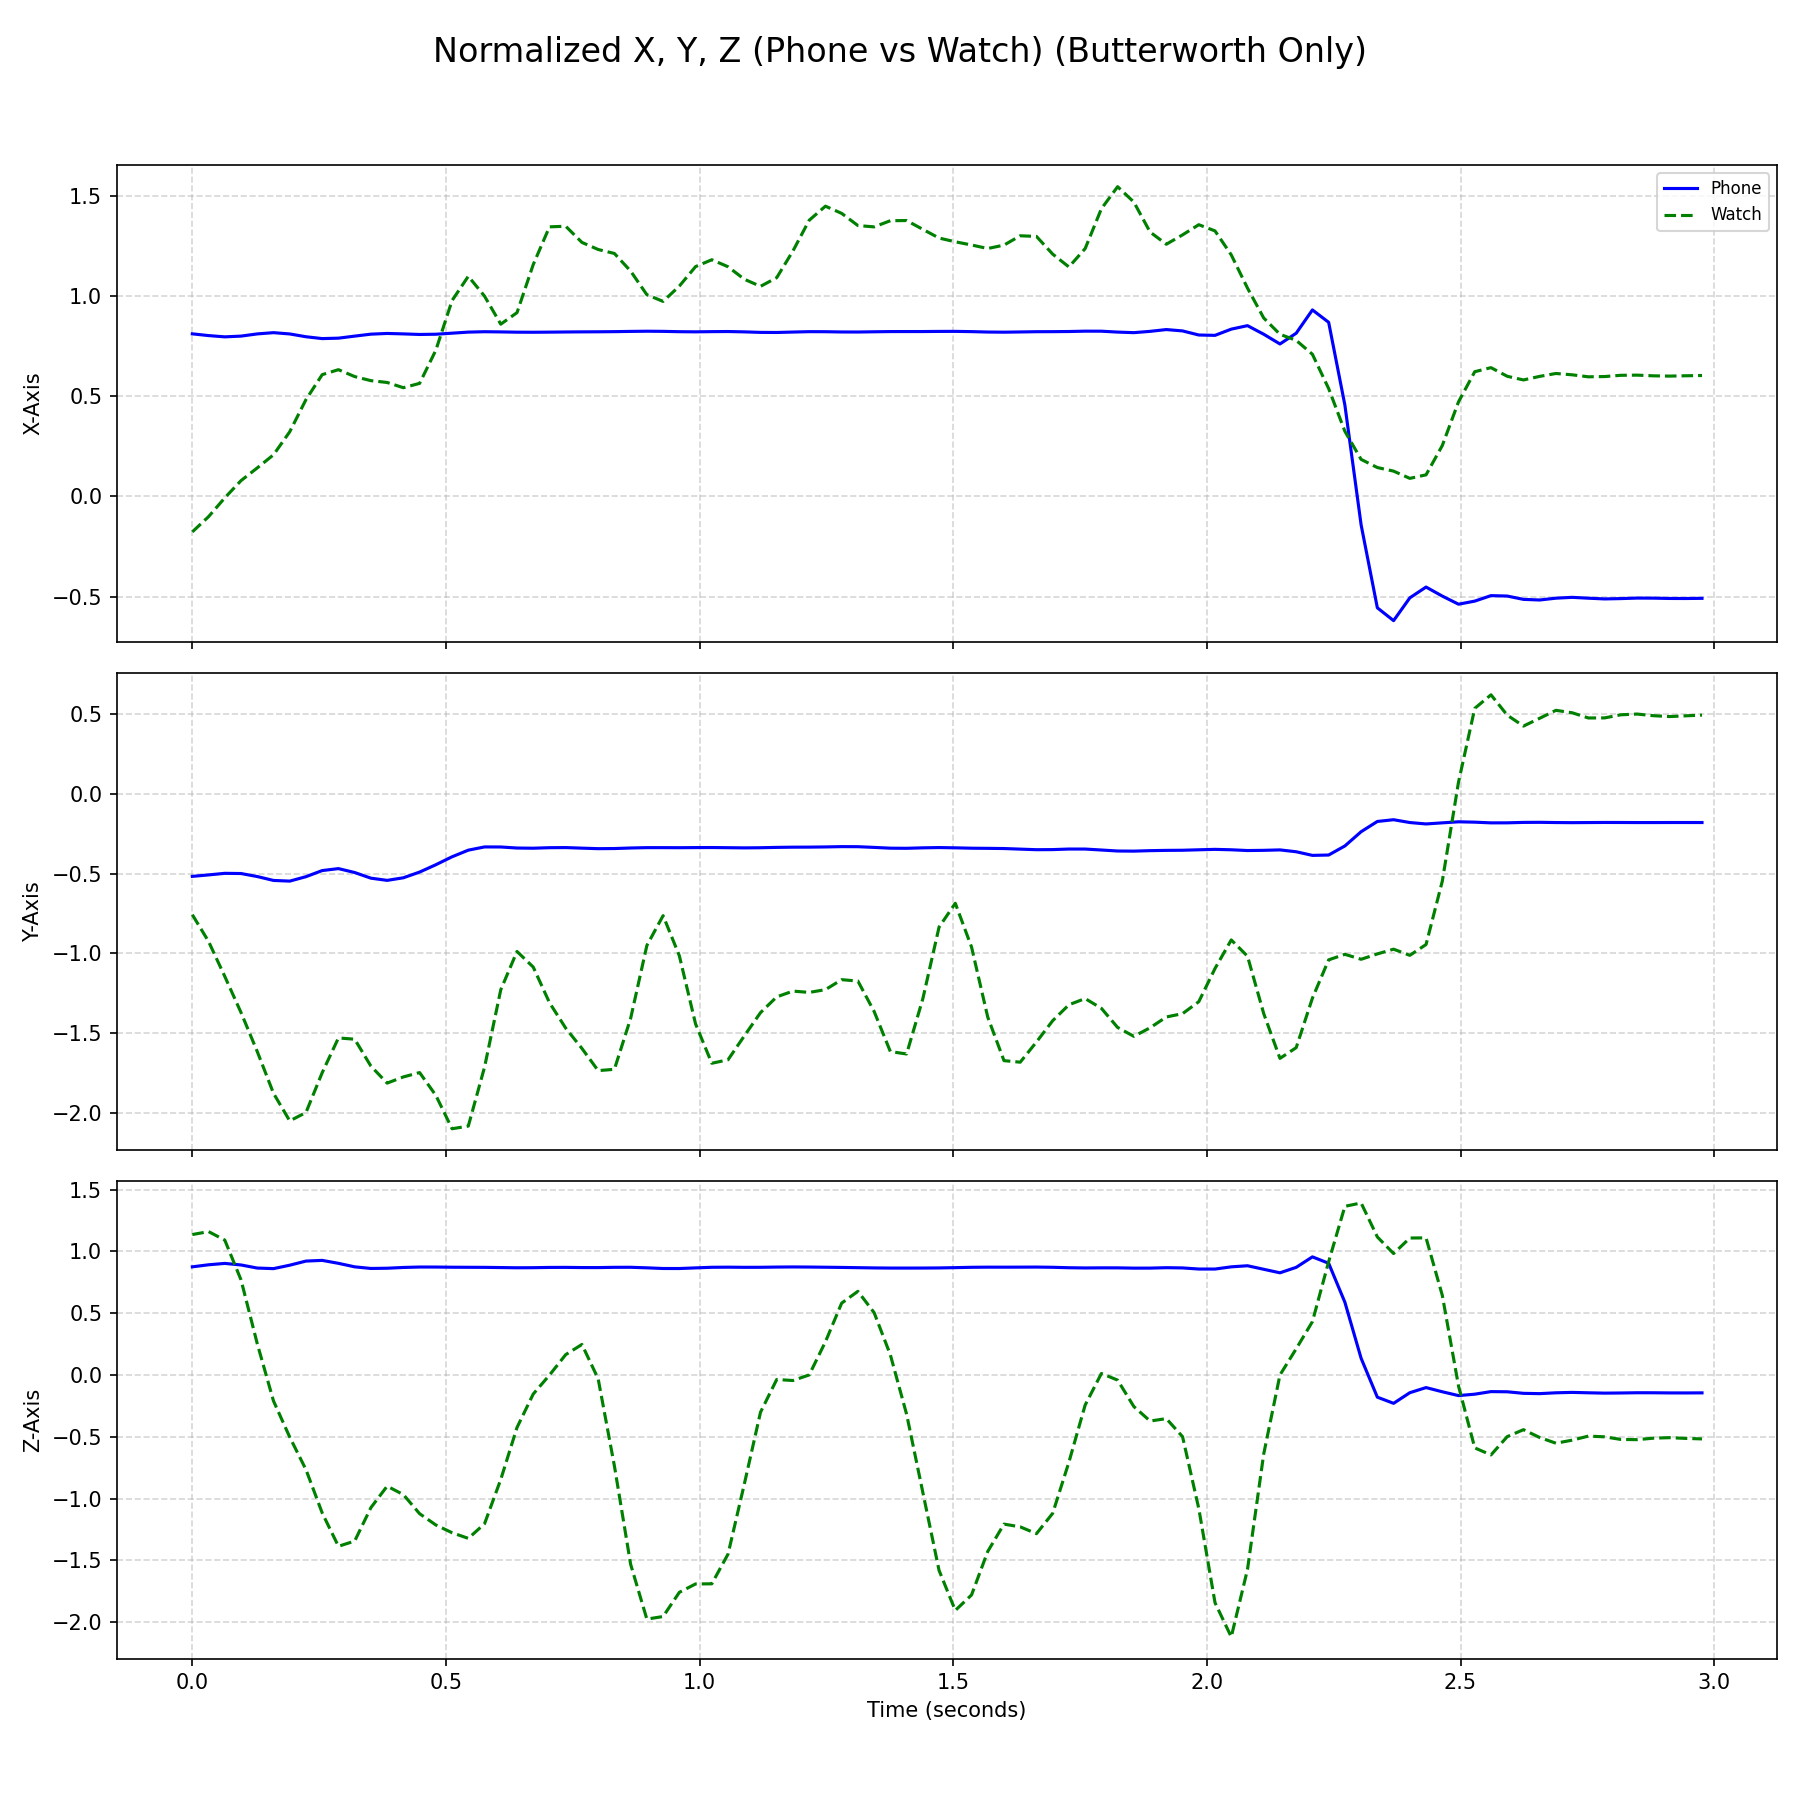 Normalized X, Y, Z (Phone vs Watch) (Butterworth Only)
Phone
Watch
1.5
1.0
0.5
0.0
−0.5
X-Axis
0.5
0.0
−0.5
−1.0
−1.5
−2.0
Y-Axis
1.5
1.0
0.5
0.0
−0.5
−1.0
−1.5
−2.0
Z-Axis
0.0 0.5 1.0 1.5 2.0 2.5 3.0
Time (seconds)